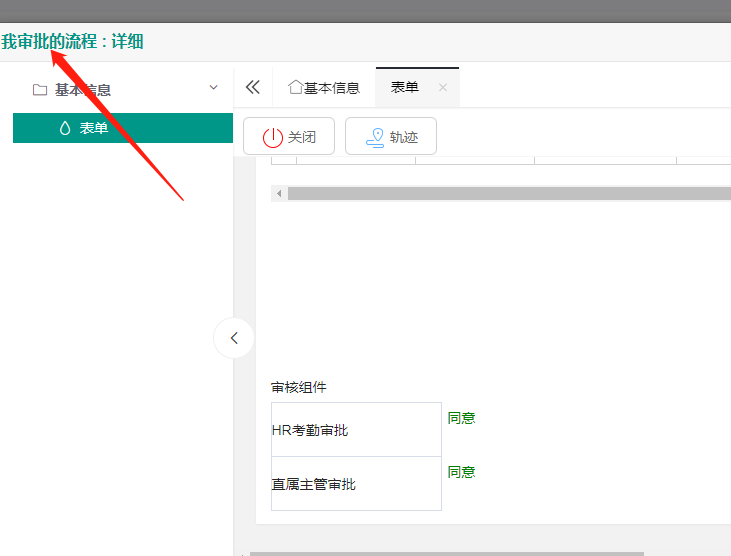 我审批的流程 : 详细
基本信息
表单
基本信息
表单
关闭
轨迹
审核组件
HR考勤审批
同意
直属主管审批
同意